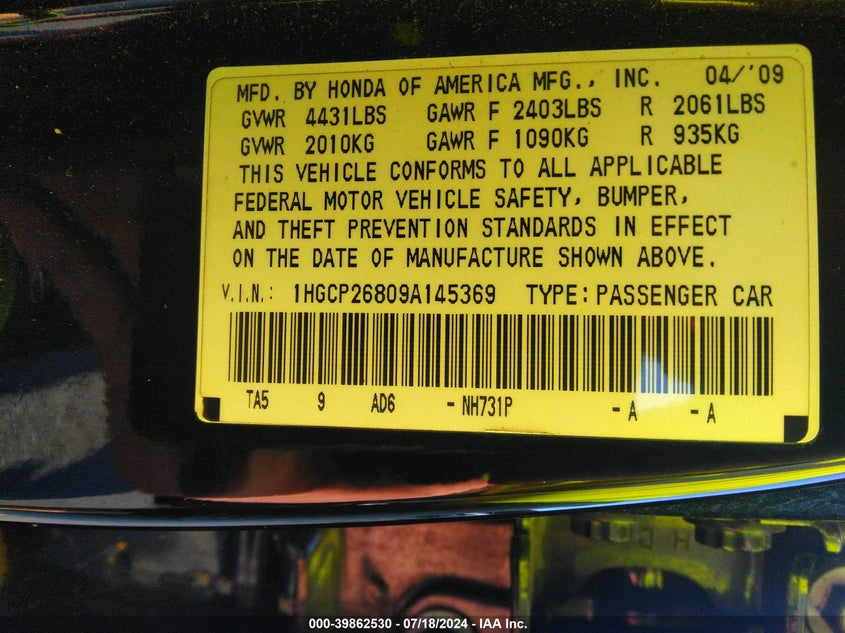 MFD. BY HONDA OF AMERICA MFG., INC. 04/'09
GVWR 4431LBS GAWR F 2403LBS R 2061LBS
GVWR 2010KG GAWR F 1090KG R 935KG
THIS VEHICLE CONFORMS TO ALL APPLICABLE
FEDERAL MOTOR VEHICLE SAFETY, BUMPER,
AND THEFT PREVENTION STANDARDS IN EFFECT
ON THE DATE OF MANUFACTURE SHOWN ABOVE.
V.I.N.: 1HGCP26809A145369 TYPE: PASSENGER CAR
TA5 9 AD6 -NH731P -A -A
000-39862530 - 07/18/2024 - IAA Inc.